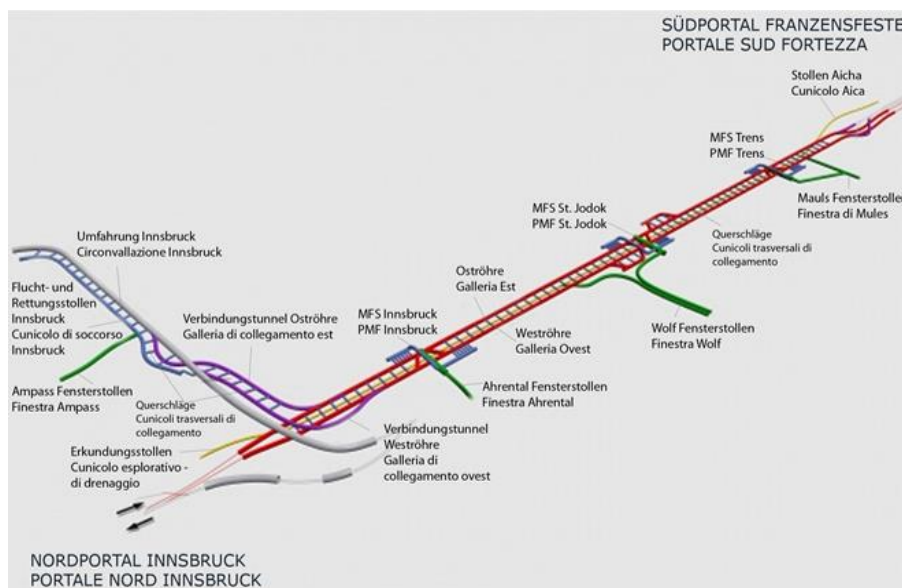 SÜDPORTAL FRANZENSFESTE
PORTALE SUD FORTEZZA
Stollen Aicha
Cunicolo Aica
MFS Trens
PMF Trens
Mauls Fensterstollen
Finestra di Mules
MFS St. Jodok
PMF St. Jodok
Querschläge
Cunicoli trasversali di
collegamento
Umfahrung Innsbruck
Circonvallazione Innsbruck
Oströhre
Galleria Est
Flucht- und
Rettungsstollen
Innsbruck
Cunicolo di soccorso
Innsbruck
Verbindungstunnel Oströhre
Galleria di collegamento est
MFS Innsbruck
PMF Innsbruck
Weströhre
Galleria Ovest
Wolf Fensterstollen
Finestra Wolf
Ampass Fensterstollen
Finestra Ampass
Querschläge
Cunicoli trasversali di
collegamento
Ahrental Fensterstollen
Finestra Ahrental
Erkundungsstollen
Cunicolo esplorativo -
di drenaggio
Verbindungtunnel
Weströhre
Galleria di
collegamento ovest
NORDPORTAL INNSBRUCK
PORTALE NORD INNSBRUCK